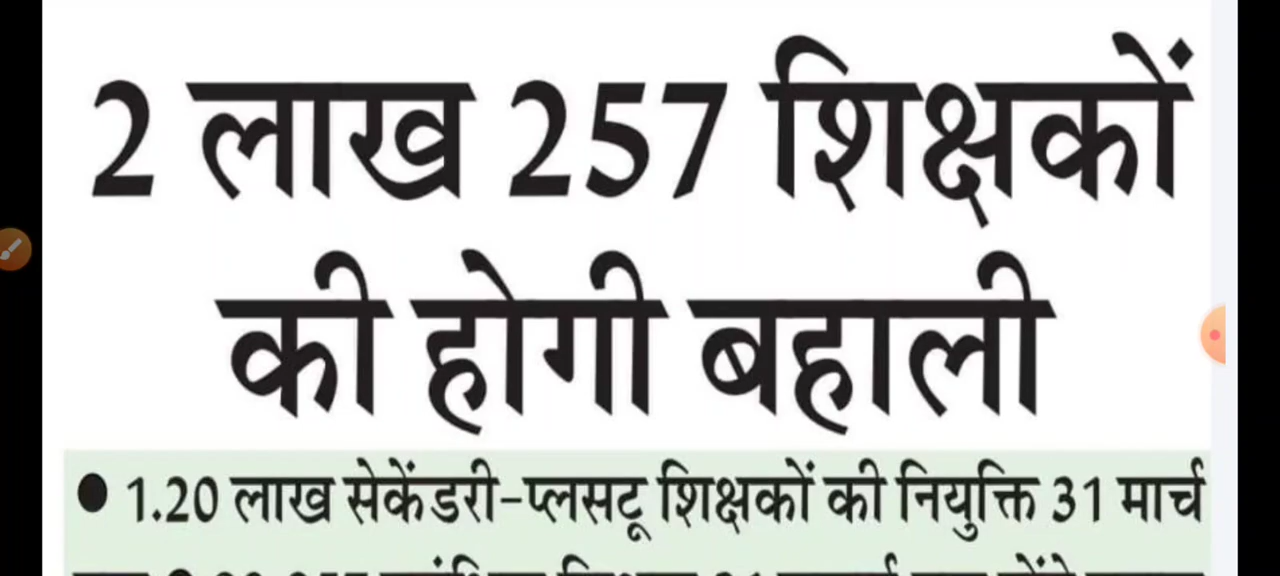 2 लाख 257 शिक्षकों
की होगी बहाली
● 1.20 लाख सेकेंडरी-प्लसटू शिक्षकों की नियुक्ति 31 मार्च